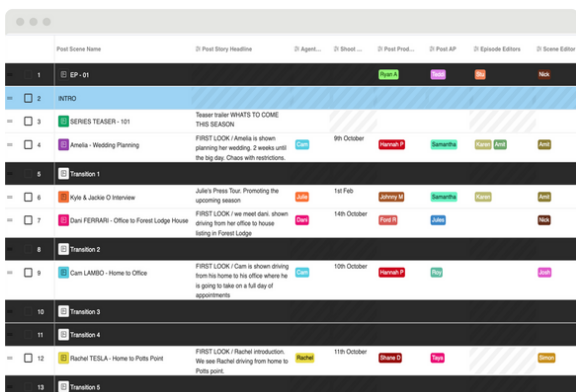 Post Scene Name Post Story Headline Agent... Shoot ... Post Prod... Post AP Episode Editors Scene Editor
1 EP - 01 Ryan A Todd Stu Nick
2 INTRO
3 SERIES TEASER - 101 Teaser trailer WHATS TO COME
THIS SEASON
4 Amelia - Wedding Planning FIRST LOOK / Amelia is shown Cam 9th October Hannah P Samantha Karen Amit Amit
planning her wedding. 2 weeks until
the big day. Chaos with restrictions.
5 Transition 1
6 Kyle & Jackie O Interview Julie's Press Tour. Promoting the Julie 1st Feb Johnny M Samantha Karen Amit
upcoming season
7 Dani FERRARI - Office to Forest Lodge House FIRST LOOK / we meet dani. shown Dani 14th October Ford R Jules Nick
driving from her office to house
listing in Forest Lodge
8 Transition 2
9 Cam LAMBO - Home to Office FIRST LOOK / Cam is shown driving Cam 10th October Hannah P Roy Josh
from his home to his office where he
is going to take on a full day of
appointments
10 Transition 3
11 Transition 4
12 Rachel TESLA - Home to Potts Point FIRST LOOK / Rachel introduction. Rachel 11th October Shane D Taya Simon
We see Rachel driving from home to
Potts point.
13 Transition 5